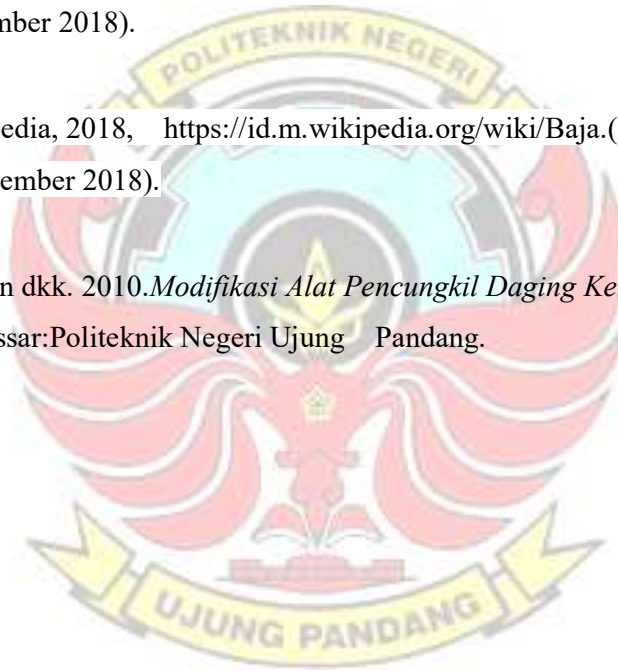 mber 2018).
POLITEKNIK NEGERI
edia, 2018, https://id.m.wikipedia.org/wiki/Baja.(
ember 2018).
n dkk. 2010.Modifikasi Alat Pencungkil Daging Ke
ssar:Politeknik Negeri Ujung Pandang.
UJUNG PANDANG